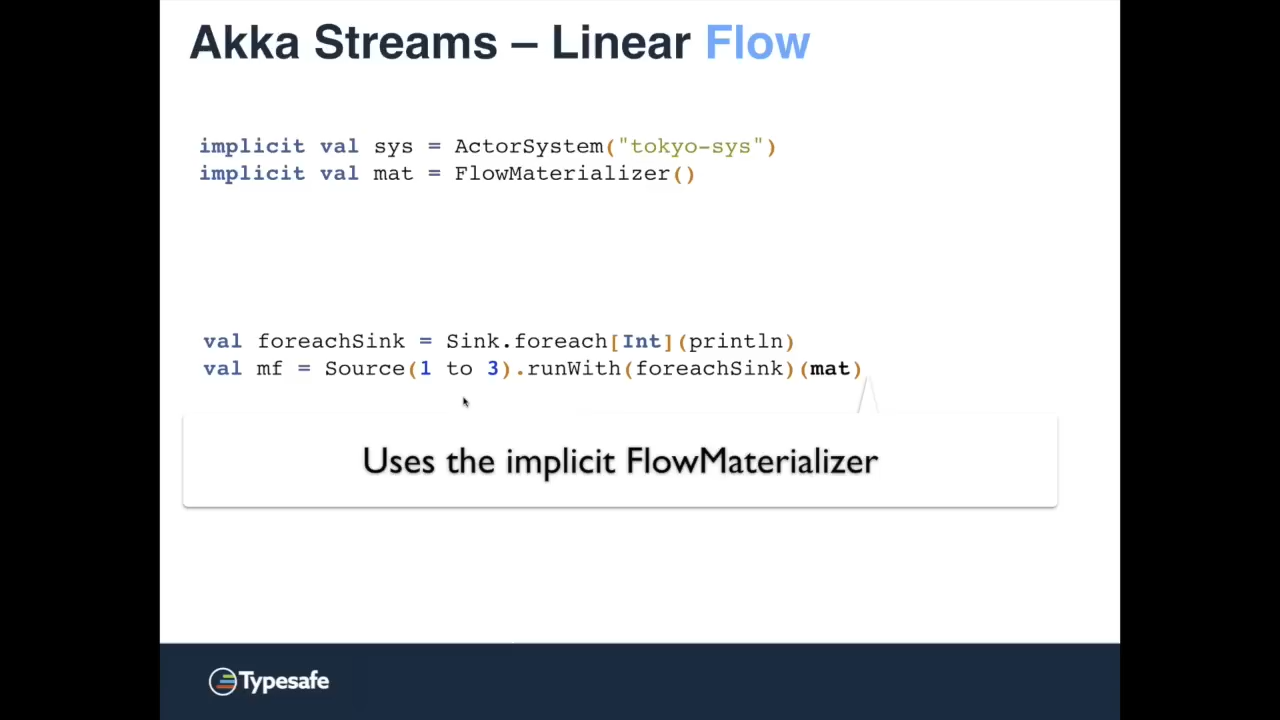 Akka Streams – Linear Flow
implicit val sys = ActorSystem("tokyo-sys")
implicit val mat = FlowMaterializer()
val foreachSink = Sink.foreach[Int](println)
val mf = Source(1 to 3).runWith(foreachSink)(mat)
Uses the implicit FlowMaterializer
Typesafe